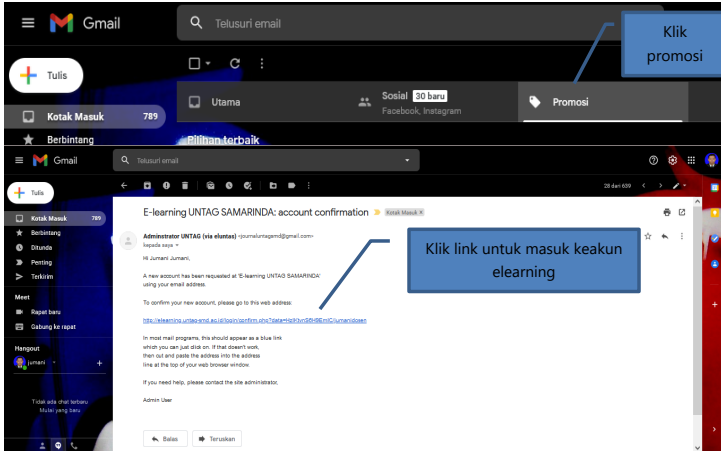 Gmail
Telusuri email
Klik
promosi
Tulis
Utama
Sosial 30 baru
Facebook, Instagram
Promosi
Kotak Masuk 789
Berbintang
Pilihan terbaik
Gmail
Telusuri email
Tulis
28 dari 639
Kotak Masuk 789
Berbintang
Ditunda
Penting
Terkirim
Meet
Rapat baru
Gabung ke rapat
Hangout
jumani
Tidak ada chat terbaru
Mulai yang baru
E-learning UNTAG SAMARINDA: account confirmation
Kotak Masuk x
Adminstrator UNTAG (via eluntas) <journaluntagsmd@gmail.com>
kepada saya
Hi Jumani Jumani,
A new account has been requested at 'E-learning UNTAG SAMARINDA'
using your email address.
To confirm your new account, please go to this web address:
In most mail programs, this should appear as a blue link
which you can just click on. If that doesn't work,
then cut and paste the address into the address
line at the top of your web browser window.
If you need help, please contact the site administrator,
Admin User
Balas
Teruskan
Klik link untuk masuk keakun
elearning